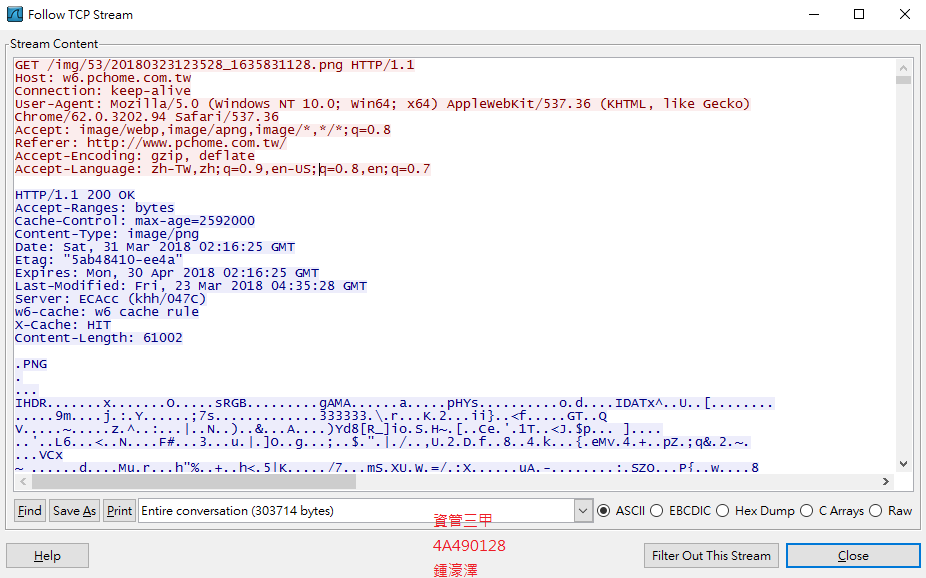 Follow TCP Stream
Stream Content
GET /img/53/20180323123528_1635831128.png HTTP/1.1
Host: w6.pchome.com.tw
Connection: keep-alive
User-Agent: Mozilla/5.0 (Windows NT 10.0; Win64; x64) AppleWebKit/537.36 (KHTML, like Gecko)
Chrome/62.0.3202.94 Safari/537.36
Accept: image/webp,image/apng,image/*,*/*;q=0.8
Referer: http://www.pchome.com.tw/
Accept-Encoding: gzip, deflate
Accept-Language: zh-TW,zh;q=0.9,en-US;q=0.8,en;q=0.7
HTTP/1.1 200 OK
Accept-Ranges: bytes
Cache-Control: max-age=2592000
Content-Type: image/png
Date: Sat, 31 Mar 2018 02:16:25 GMT
Etag: "5ab48410-ee4a"
Expires: Mon, 30 Apr 2018 02:16:25 GMT
Last-Modified: Fri, 23 Mar 2018 04:35:28 GMT
Server: ECAcc (khh/047C)
w6-cache: w6 cache rule
X-Cache: HIT
Content-Length: 61002
.PNG
.
...
IHDR.......x.......O.....sRGB.........gAMA......a.....pHYs..........o.d....IDATx^..U..[........
.....9m....j.:.Y......;7s.............333333.\.r...K.2...ii}..<f.....GT..Q
V.....~.....z.^..:...|..N..)..&...A....)Yd8[R_]io.S.H~.[..Ce.'.1T..<J.$p... ]....
..'..L6...<..N....F#...3...u.|.]O..g...;..$.".|./..,U.2.D.f..8..4.k...{.eMv.4.+..pZ.;q&.2.~.
...VCx
~ ......d....Mu.r...h"%..+..h<.5|K...../7...mS.XU.W.=/.:X......uA.-........:.SZO...P{..w....8
Find
Save As
Print
Entire conversation (303714 bytes)
ASCII
EBCDIC
Hex Dump
C Arrays
Raw
資管三甲
4A490128
鍾濠澤
Help
Filter Out This Stream
Close